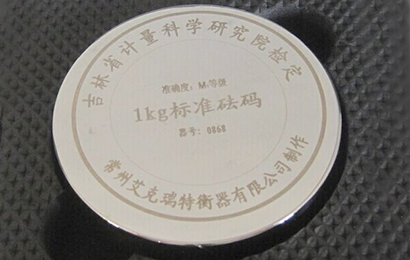 吉林省计量科学研究院检定
准确度：M₁等级
1kg标准砝码
器号：0868
常州艾克瑞特衡器有限公司制作